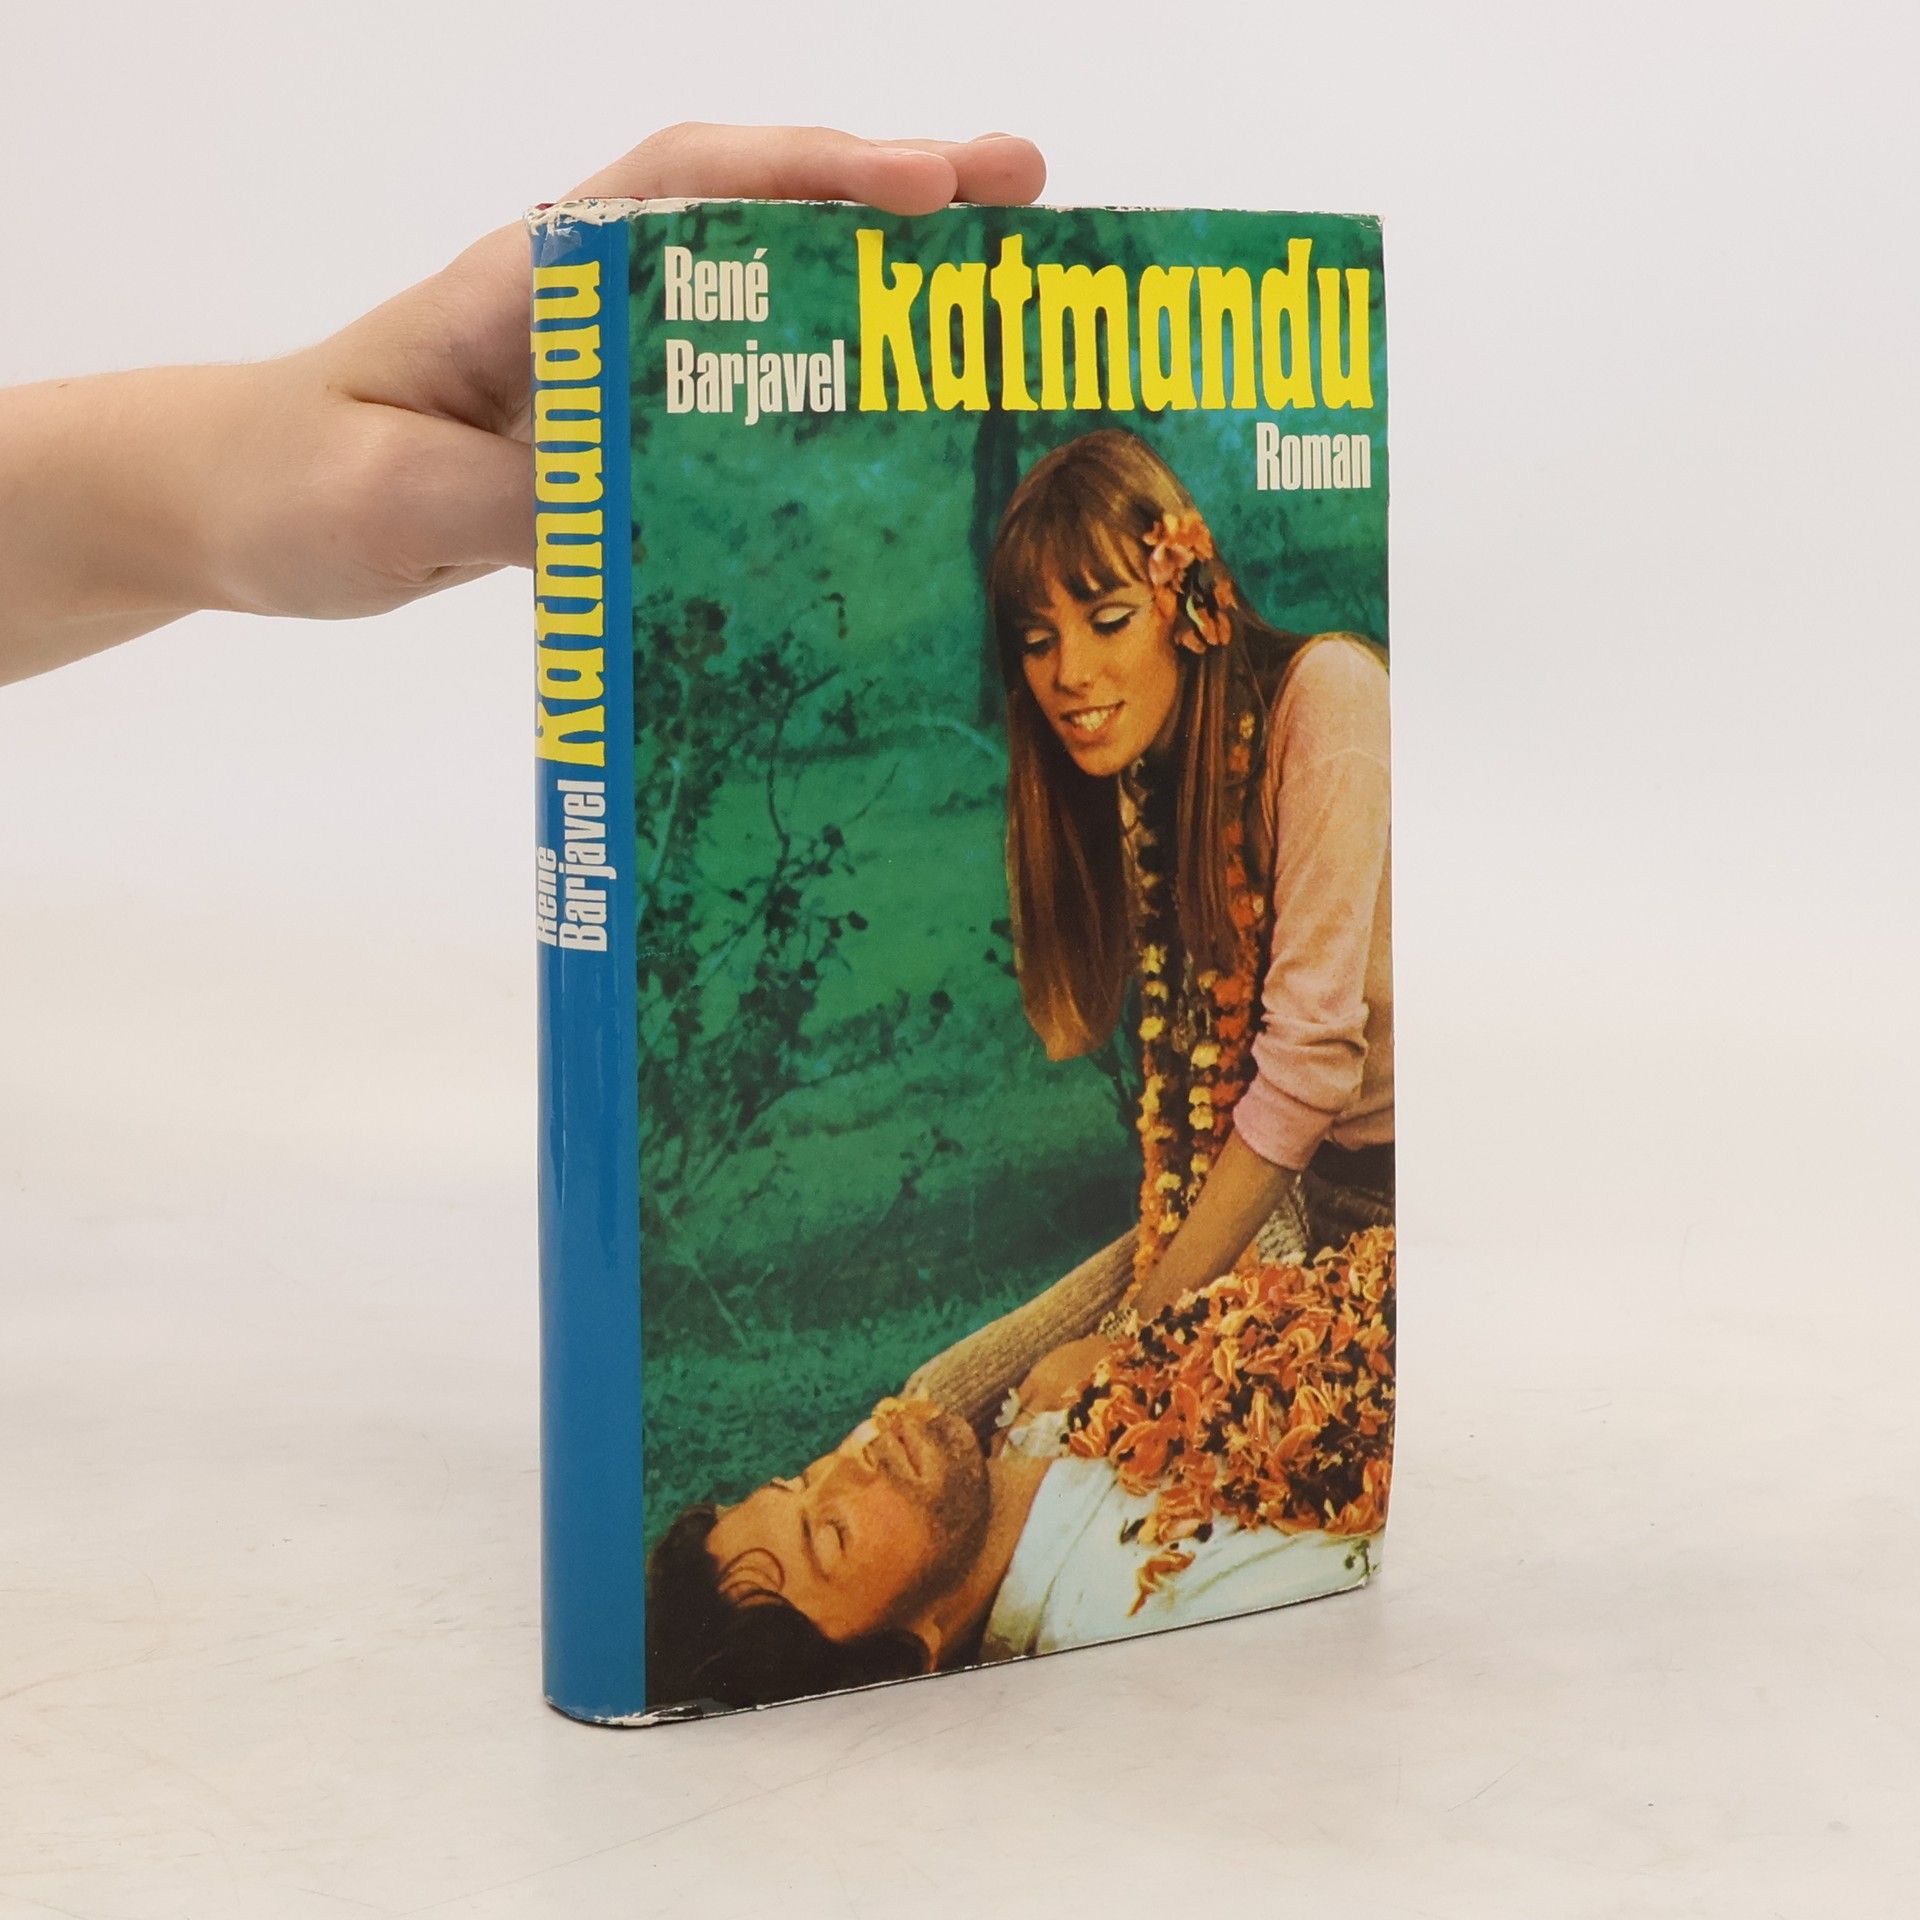 René
Barjavel
katmandu
Roman
René
Barjavel
katmandu